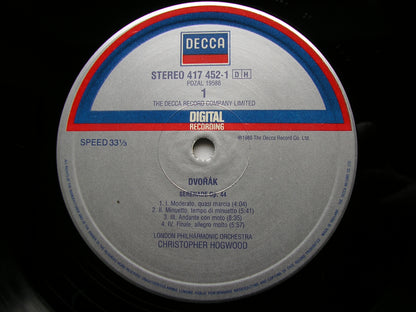 DECCA
STEREO 417 452-1 DH
PDZAL 19588
1
THE DECCA RECORD COMPANY LIMITED
DIGITAL
RECORDING
SPEED 33⅓
The Decca Record Co. Ltd.
DVOŘÁK
SERENADE Op. 44
1. I. Moderato, quasi marcia (4:04)
2. II. Minuetto, tempo di minuetto (5:41)
3. III. Andante con moto (8:35)
4. IV. Finale, allegro molto (5:57)
LONDON PHILHARMONIC ORCHESTRA
CHRISTOPHER HOGWOOD